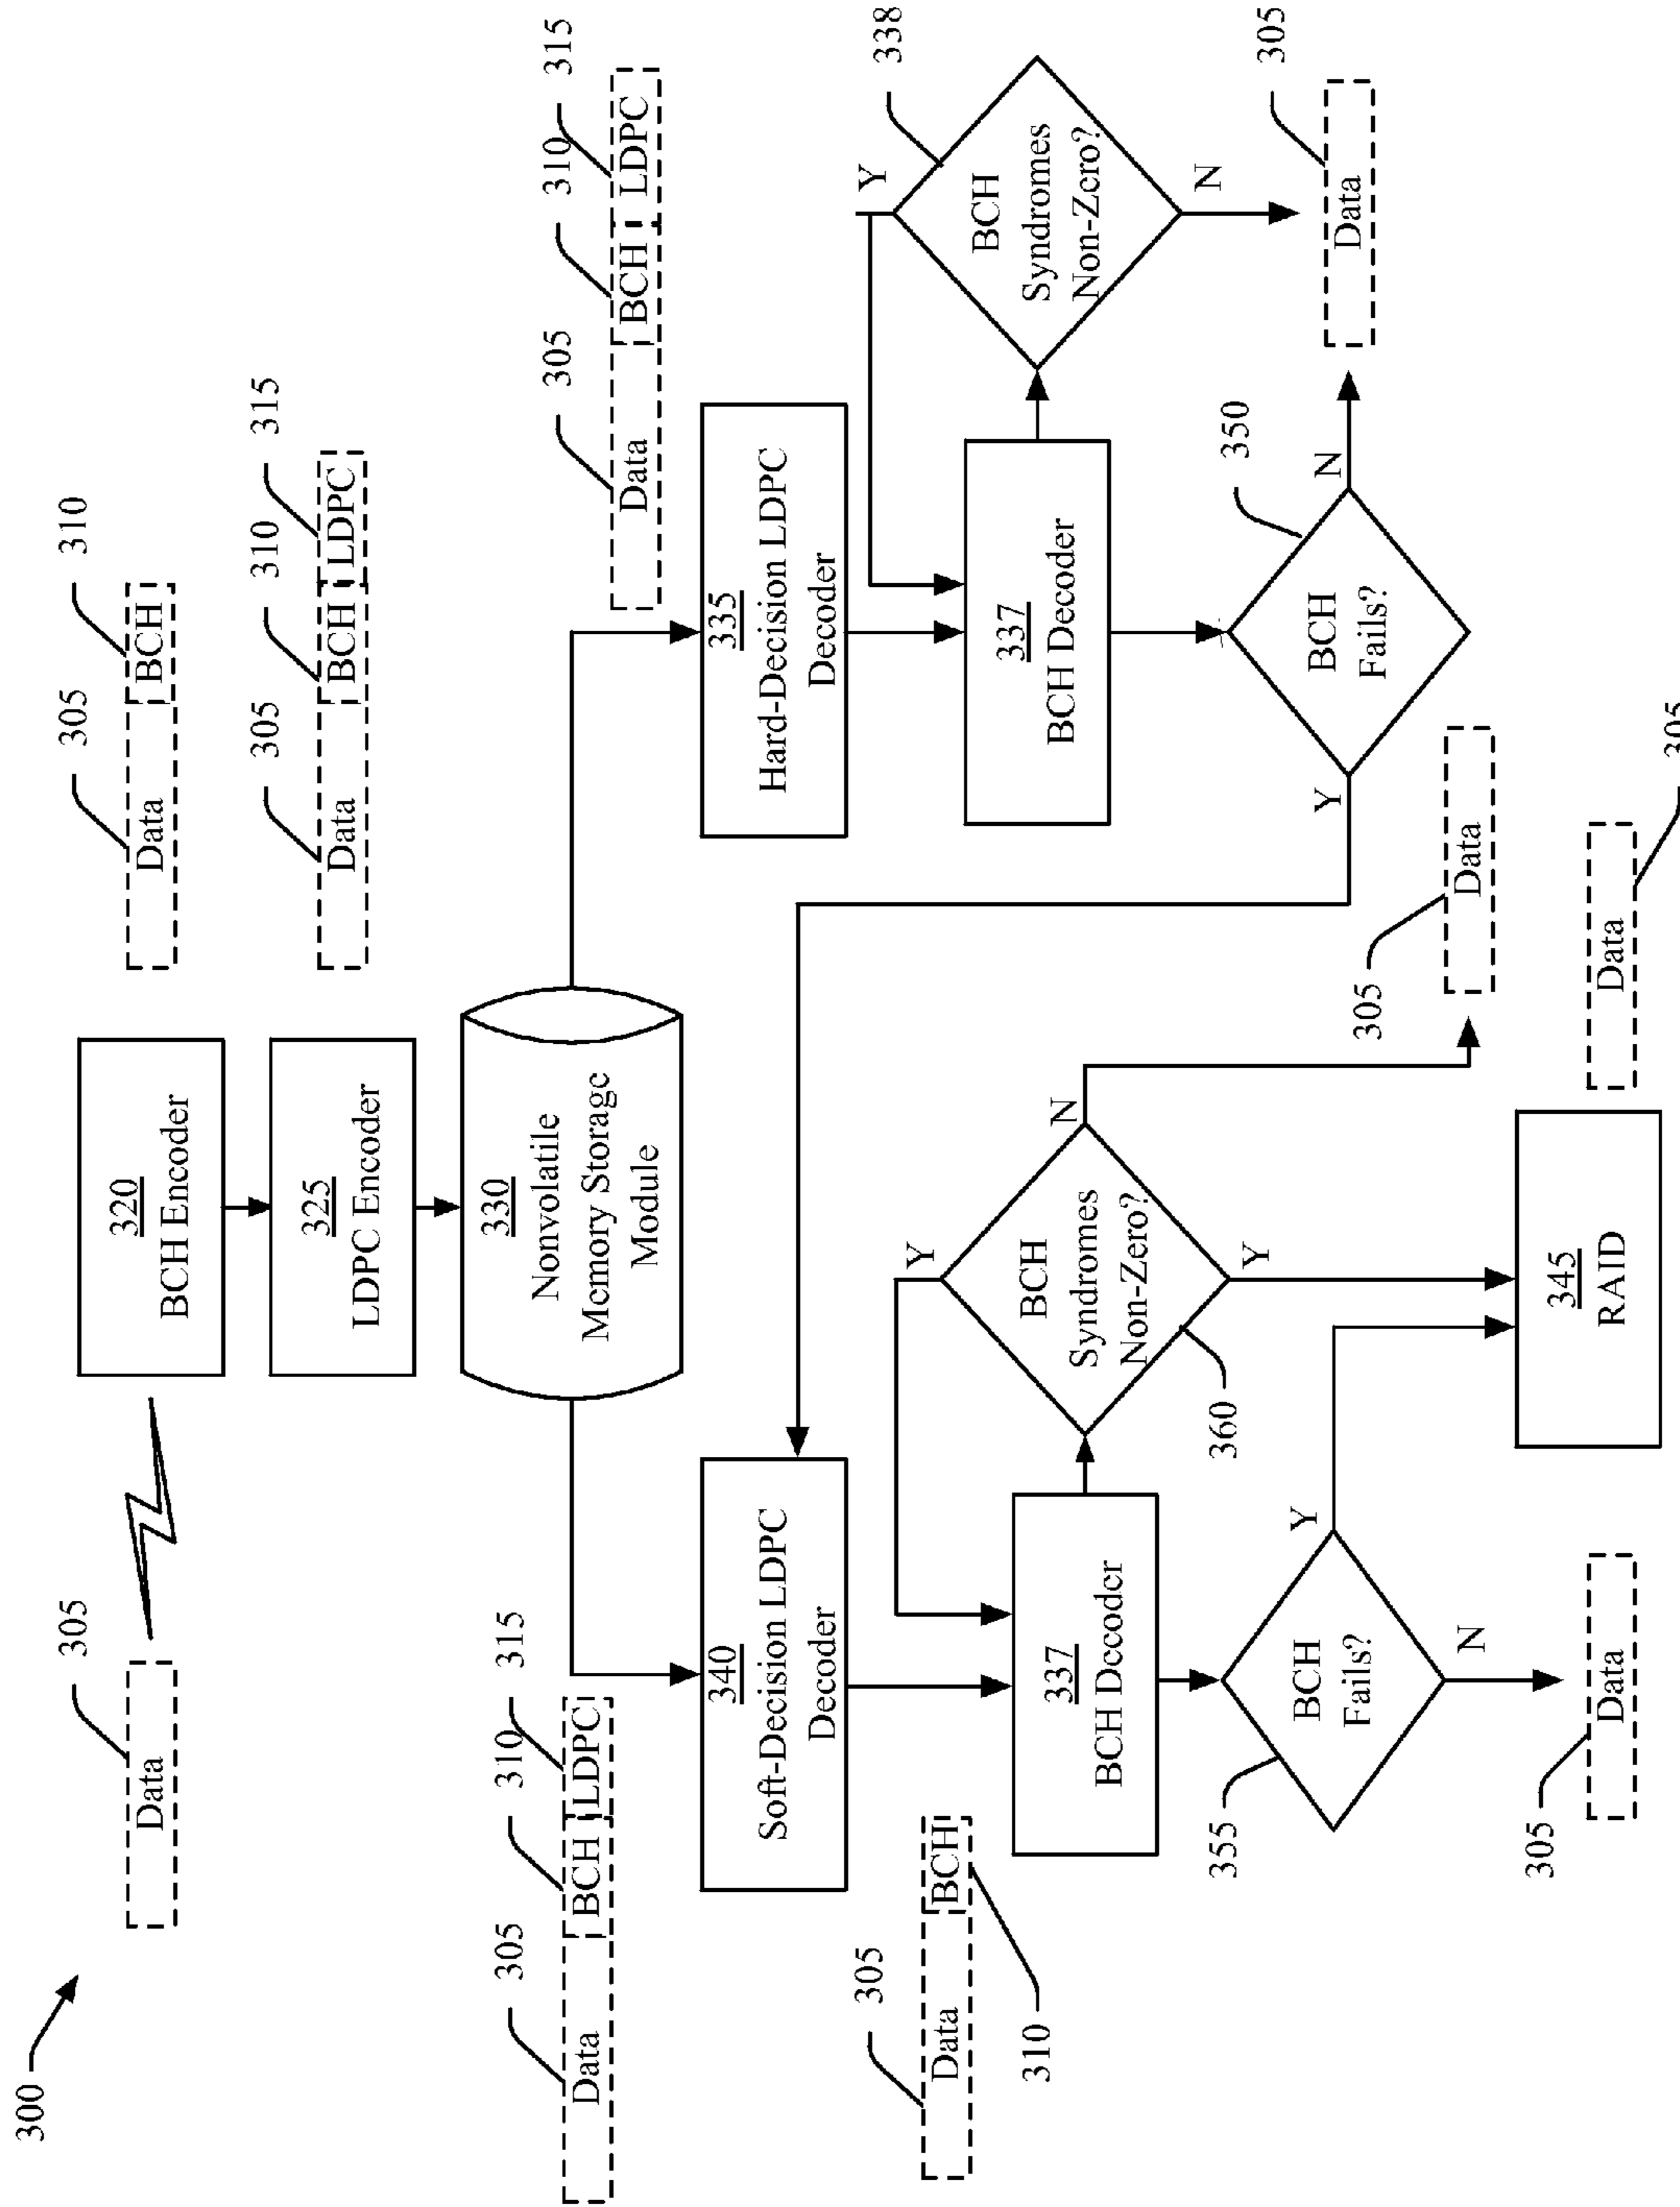 300
305
Data
320
BCH Encoder
305
310
Data BCH
325
LDPC Encoder
305
310
315
Data BCH LDPC
330
Nonvolatile
Memory Storage
Module
305
310
315
Data BCH LDPC
305
310
315
Data BCH LDPC
340
Soft-Decision LDPC
Decoder
335
Hard-Decision LDPC
Decoder
305
Data BCH
310
337
BCH Decoder
Y
BCH
Syndromes
Non-Zero?
N
Y
360
337
BCH Decoder
Y
BCH
Syndromes
Non-Zero?
338
N
355
BCH
Fails?
Y
N
350
BCH
Fails?
Y
N
305
Data
305
Data
305
Data
345
RAID
Data
305